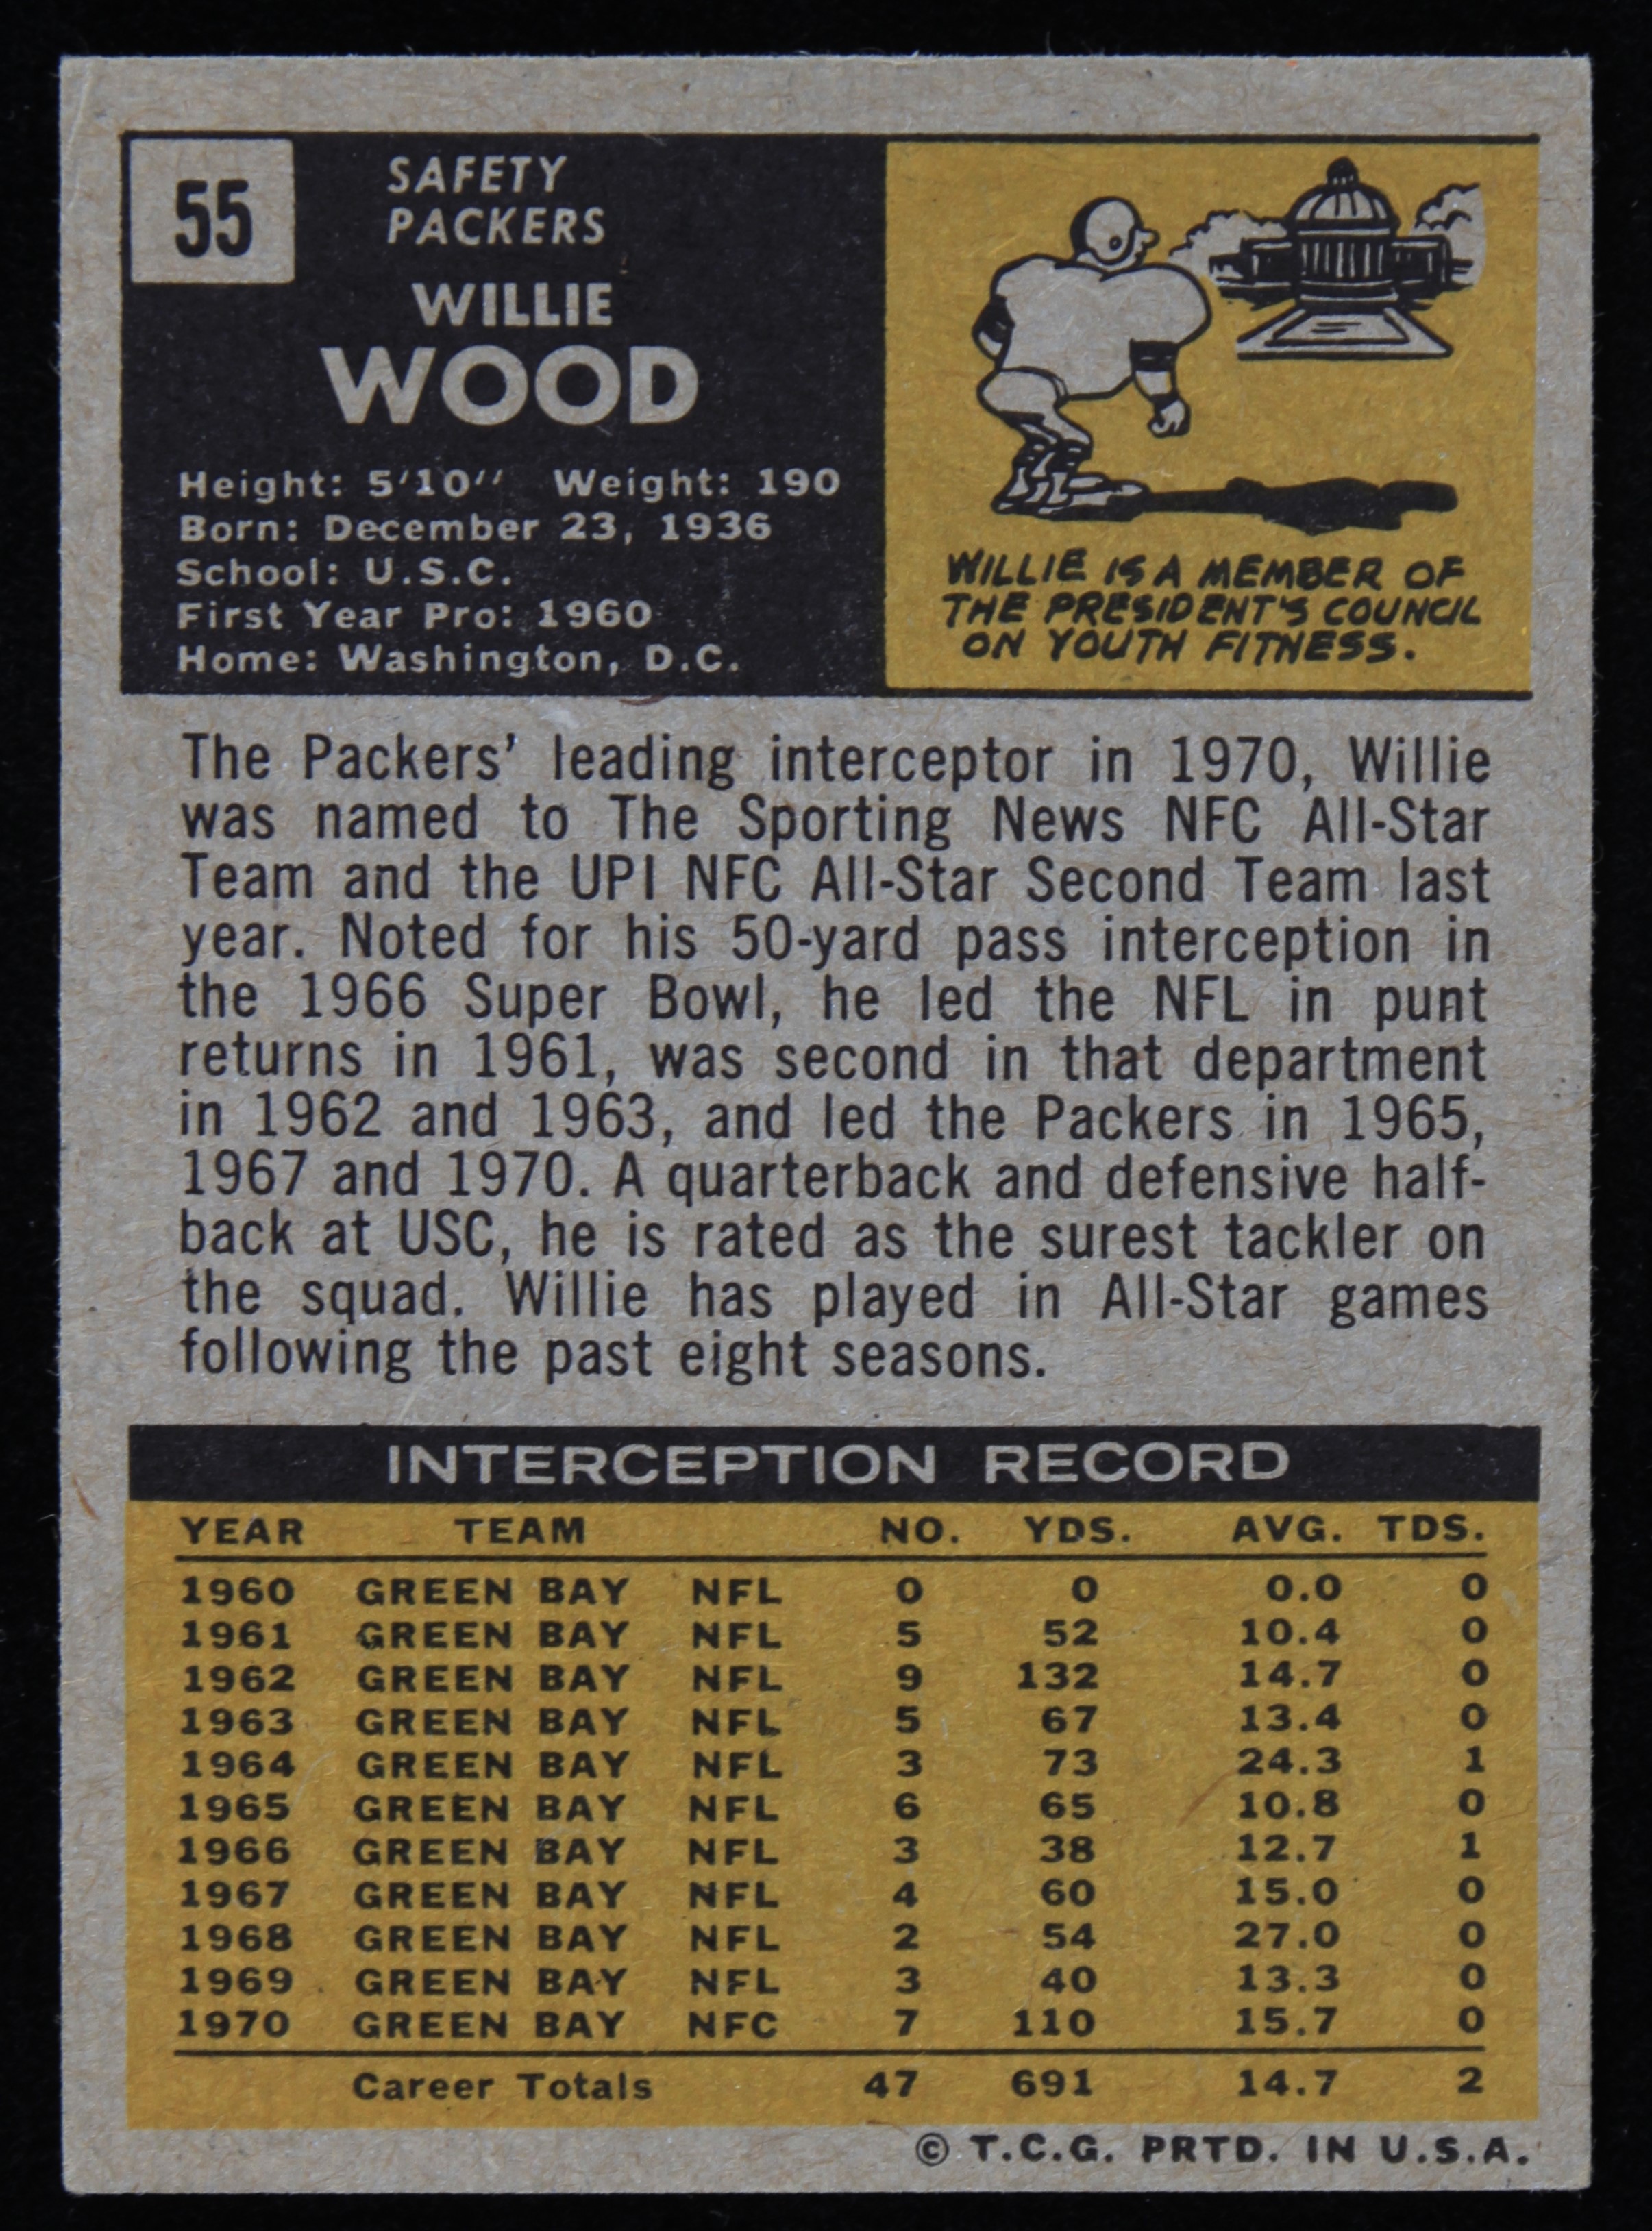 55
SAFETY
PACKERS
WILLIE
WOOD
Height: 5'10'' Weight: 190
Born: December 23, 1936
School: U.S.C.
First Year Pro: 1960
Home: Washington, D.C.
WILLIE IS A MEMBER OF
THE PRESIDENT'S COUNCIL
ON YOUTH FITNESS.
The Packers' leading interceptor in 1970, Willie
was named to The Sporting News NFC All-Star
Team and the UPI NFC All-Star Second Team last
year. Noted for his 50-yard pass interception in
the 1966 Super Bowl, he led the NFL in punt
returns in 1961, was second in that department
in 1962 and 1963, and led the Packers in 1965,
1967 and 1970. A quarterback and defensive half-
back at USC, he is rated as the surest tackler on
the squad. Willie has played in All-Star games
following the past eight seasons.
INTERCEPTION RECORD
YEAR TEAM NO. YDS. AVG. TDS.
1960 GREEN BAY NFL 0 0 0.0 0
1961 GREEN BAY NFL 5 52 10.4 0
1962 GREEN BAY NFL 9 132 14.7 0
1963 GREEN BAY NFL 5 67 13.4 0
1964 GREEN BAY NFL 3 73 24.3 1
1965 GREEN BAY NFL 6 65 10.8 0
1966 GREEN BAY NFL 3 38 12.7 1
1967 GREEN BAY NFL 4 60 15.0 0
1968 GREEN BAY NFL 2 54 27.0 0
1969 GREEN BAY NFL 3 40 13.3 0
1970 GREEN BAY NFC 7 110 15.7 0
Career Totals 47 691 14.7 2
© T.C.G. PRTD. IN U.S.A.